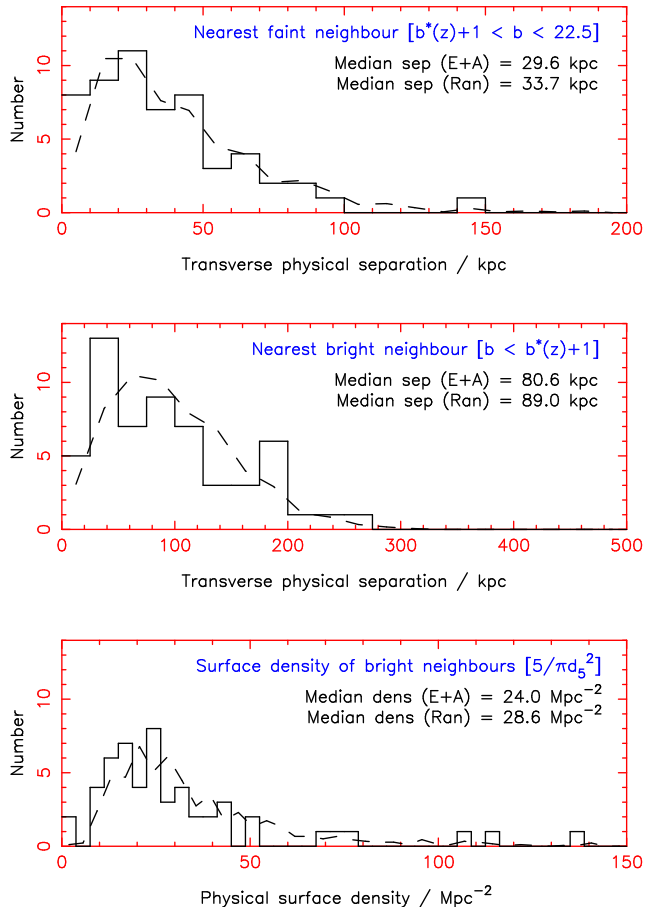 Nearest faint neighbour [b*(z)+1 < b < 22.5]
Median sep (E+A) = 29.6 kpc
Median sep (Ran) = 33.7 kpc
Number
10
5
0
0 50 100 150 200
Transverse physical separation / kpc
Nearest bright neighbour [b < b*(z)+1]
Median sep (E+A) = 80.6 kpc
Median sep (Ran) = 89.0 kpc
Number
10
5
0
0 100 200 300 400 500
Transverse physical separation / kpc
Surface density of bright neighbours [5/πd₅²]
Median dens (E+A) = 24.0 Mpc⁻²
Median dens (Ran) = 28.6 Mpc⁻²
Number
10
5
0
0 50 100 150
Physical surface density / Mpc⁻²